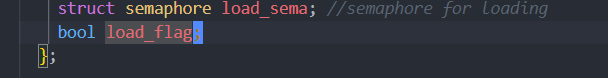 struct semaphore load_sema; //semaphore for loading
bool load_flag;
};